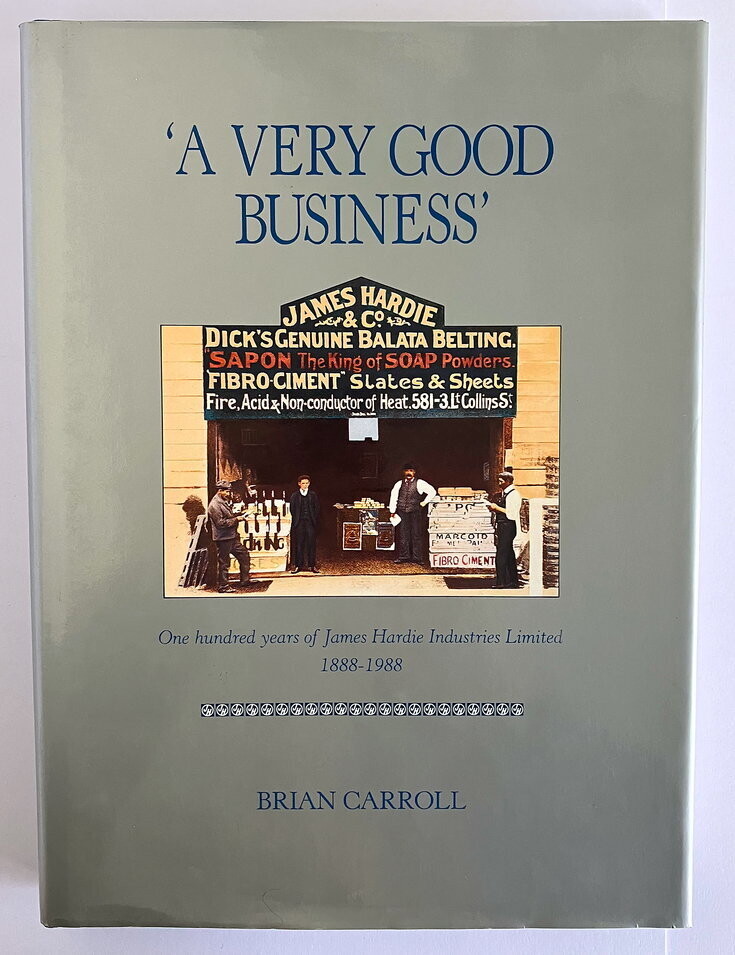 ‘A VERY GOOD
BUSINESS’
JAMES HARDIE
& Co.
DICK'S GENUINE BALATA BELTING.
"SAPON The King of SOAP Powders.
"FIBRO-CIMENT" Slates & Sheets
Fire, Acid & Non-conductor of Heat. 581-3. Lt Collins St
MARCOID
FIBRO CIMENT
One hundred years of James Hardie Industries Limited
1888-1988
BRIAN CARROLL